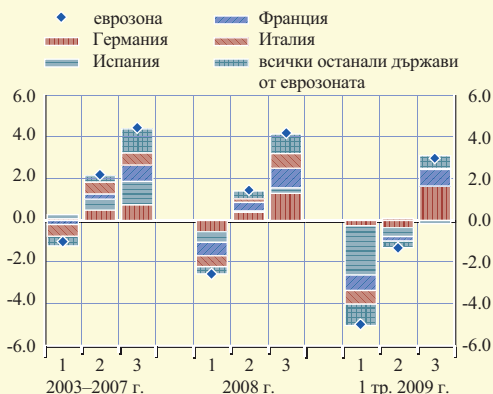 еврозона
Германия
Испания
Франция
Италия
всички останали държави
от еврозоната
6.0 6.0
4.0 4.0
2.0 2.0
0.0 0.0
-2.0 -2.0
-4.0 -4.0
-6.0 -6.0
1 2 3 1 2 3 1 2 3
2003–2007 г. 2008 г. 1 тр. 2009 г.